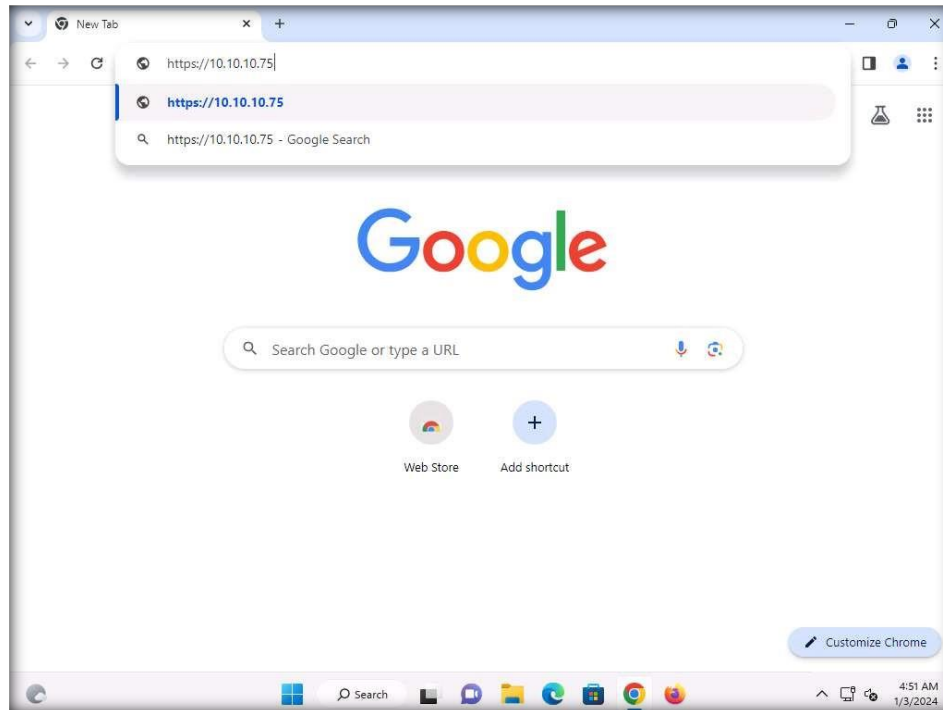 New Tab
https://10.10.10.75
https://10.10.10.75
https://10.10.10.75 - Google Search
Google
Search Google or type a URL
Web Store
Add shortcut
Customize Chrome
Search
4:51 AM
1/3/2024